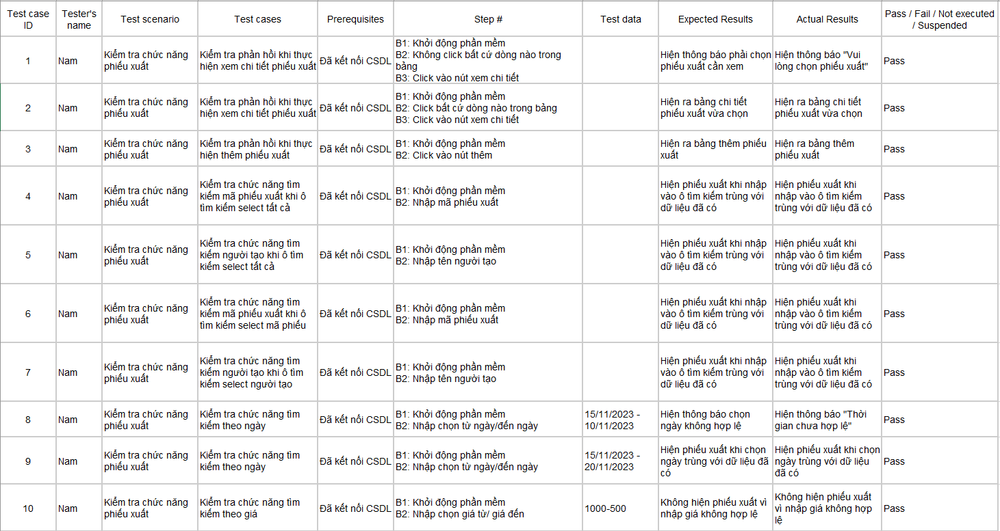 Test case ID
Tester's name
Test scenario
Test cases
Prerequisites
Step #
Test data
Expected Results
Actual Results
Pass / Fail / Not executed / Suspended
1
Nam
Kiểm tra chức năng
phiếu xuất
Kiểm tra phản hồi khi thực
hiện xem chi tiết phiếu xuất
Đã kết nối CSDL
B1: Khởi động phần mềm
B2: Không click bất cứ dòng nào trong
bảng
B3: Click vào nút xem chi tiết
Hiện thông báo phải chọn
phiếu xuất cần xem
Hiện thông báo "Vui
lòng chọn phiếu xuất"
Pass
2
Nam
Kiểm tra chức năng
phiếu xuất
Kiểm tra phản hồi khi thực
hiện xem chi tiết phiếu xuất
Đã kết nối CSDL
B1: Khởi động phần mềm
B2: Click bất cứ dòng nào trong bảng
B3: Click vào nút xem chi tiết
Hiện ra bảng chi tiết
phiếu xuất vừa chọn
Hiện ra bảng chi tiết
phiếu xuất vừa chọn
Pass
3
Nam
Kiểm tra chức năng
phiếu xuất
Kiểm tra phản hồi khi thực
hiện thêm phiếu xuất
Đã kết nối CSDL
B1: Khởi động phần mềm
B2: Click vào nút thêm
Hiện ra bảng thêm phiếu
xuất
Hiện ra bảng thêm
phiếu xuất
Pass
4
Nam
Kiểm tra chức năng
phiếu xuất
Kiểm tra chức năng tìm
kiếm mã phiếu xuất khi ô
tìm kiếm select tất cả
Đã kết nối CSDL
B1: Khởi động phần mềm
B2: Nhập mã phiếu xuất
Hiện phiếu xuất khi nhập
vào ô tìm kiếm trùng với
dữ liệu đã có
Hiện phiếu xuất khi
nhập vào ô tìm kiếm
trùng với dữ liệu đã có
Pass
5
Nam
Kiểm tra chức năng
phiếu xuất
Kiểm tra chức năng tìm
kiếm người tạo khi ô tìm
kiếm select tất cả
Đã kết nối CSDL
B1: Khởi động phần mềm
B2: Nhập tên người tạo
Hiện phiếu xuất khi nhập
vào ô tìm kiếm trùng với
dữ liệu đã có
Hiện phiếu xuất khi
nhập vào ô tìm kiếm
trùng với dữ liệu đã có
Pass
6
Nam
Kiểm tra chức năng
phiếu xuất
Kiểm tra chức năng tìm
kiếm mã phiếu xuất khi ô
tìm kiếm select mã phiếu
Đã kết nối CSDL
B1: Khởi động phần mềm
B2: Nhập mã phiếu xuất
Hiện phiếu xuất khi nhập
vào ô tìm kiếm trùng với
dữ liệu đã có
Hiện phiếu xuất khi
nhập vào ô tìm kiếm
trùng với dữ liệu đã có
Pass
7
Nam
Kiểm tra chức năng
phiếu xuất
Kiểm tra chức năng tìm
kiếm người tạo khi ô tìm
kiếm select người tạo
Đã kết nối CSDL
B1: Khởi động phần mềm
B2: Nhập tên người tạo
Hiện phiếu xuất khi nhập
vào ô tìm kiếm trùng với
dữ liệu đã có
Hiện phiếu xuất khi
nhập vào ô tìm kiếm
trùng với dữ liệu đã có
Pass
8
Nam
Kiểm tra chức năng
phiếu xuất
Kiểm tra chức năng tìm
kiếm theo ngày
Đã kết nối CSDL
B1: Khởi động phần mềm
B2: Nhập chọn từ ngày/đến ngày
15/11/2023 -
10/11/2023
Hiện thông báo chọn
ngày không hợp lệ
Hiện thông báo "Thời
gian chưa hợp lệ"
Pass
9
Nam
Kiểm tra chức năng
phiếu xuất
Kiểm tra chức năng tìm
kiếm theo ngày
Đã kết nối CSDL
B1: Khởi động phần mềm
B2: Nhập chọn từ ngày/đến ngày
15/11/2023 -
20/11/2023
Hiện phiếu xuất khi chọn
ngày trùng với dữ liệu đã
có
Hiện phiếu xuất khi chọn
ngày trùng với dữ liệu
đã có
Pass
10
Nam
Kiểm tra chức năng
phiếu xuất
Kiểm tra chức năng tìm
kiếm theo giá
Đã kết nối CSDL
B1: Khởi động phần mềm
B2: Nhập chọn giá từ/ giá đến
1000-500
Không hiện phiếu xuất vì
nhập giá không hợp lệ
Không hiện phiếu xuất
vì nhập giá không hợp
lệ
Pass